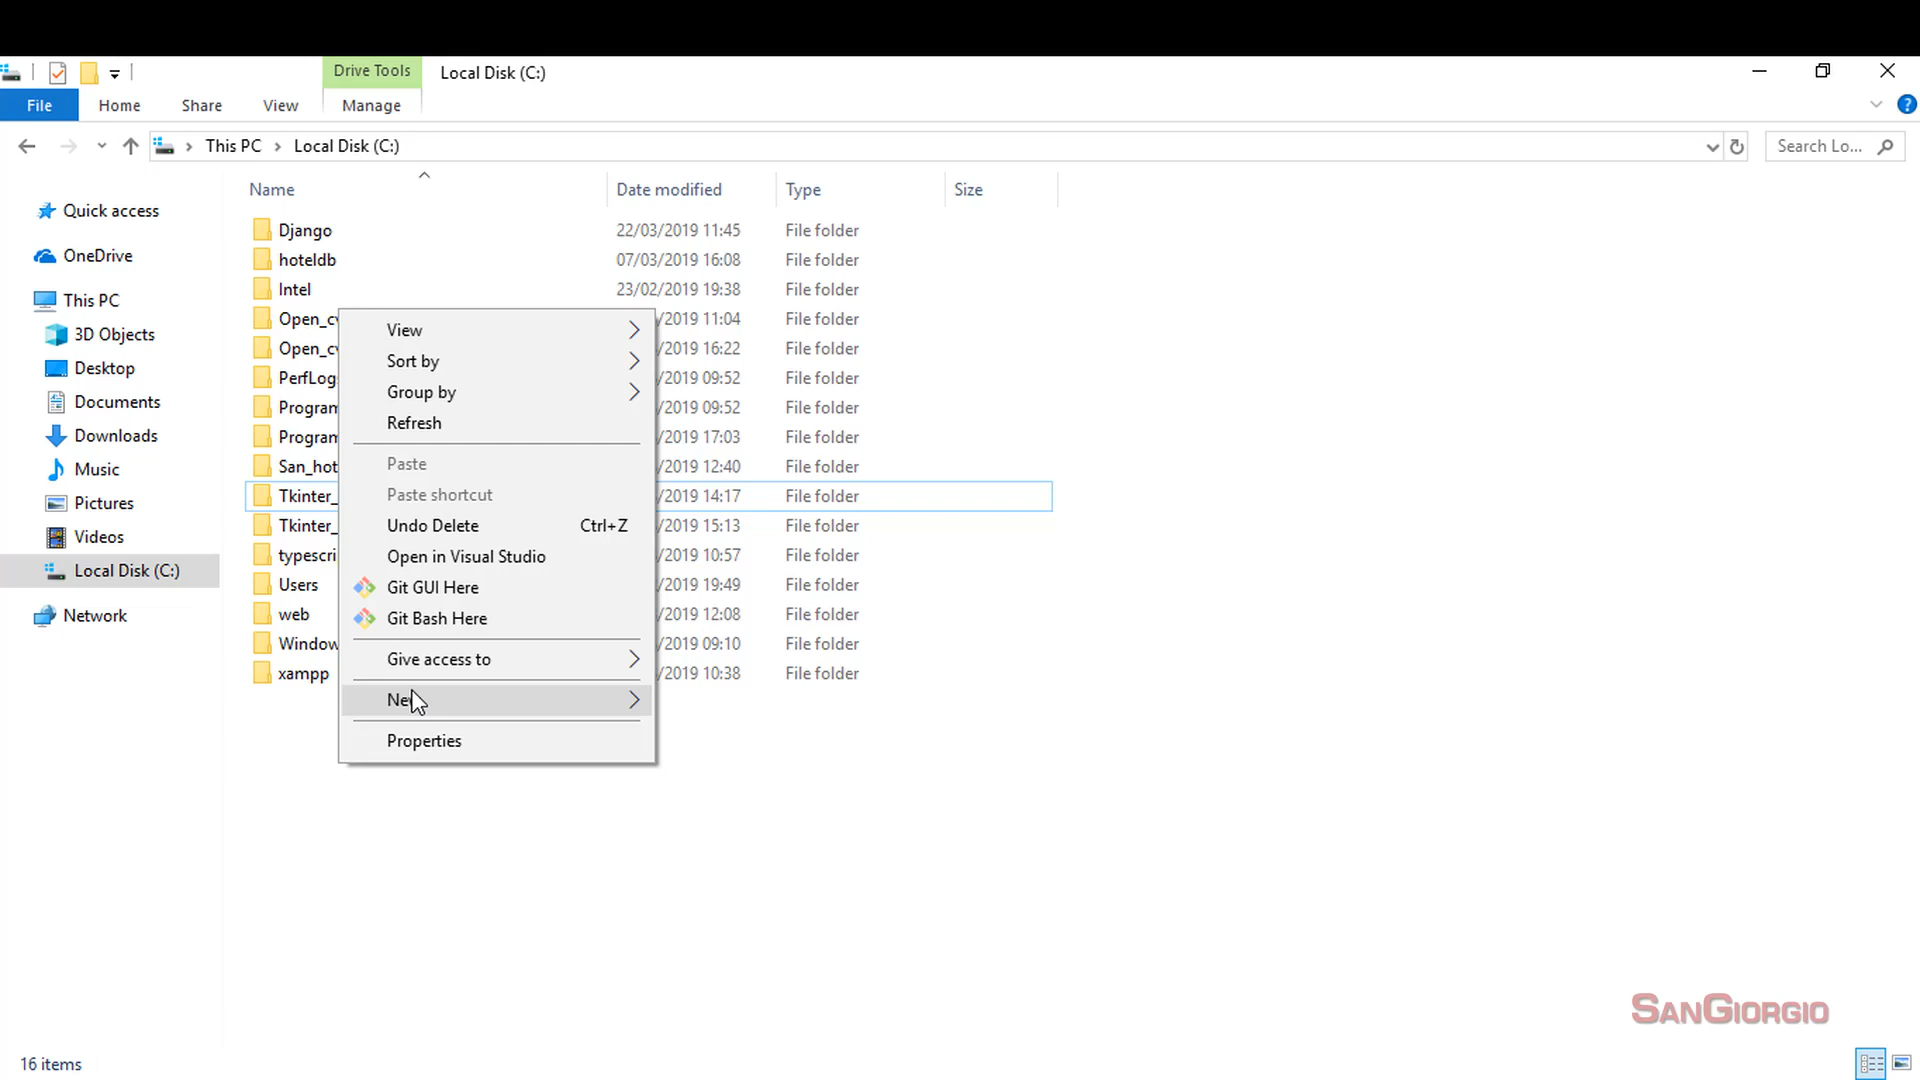 Drive Tools
Local Disk (C:)
File
Home
Share
View
Manage
This PC
Local Disk (C:)
Search Lo...
Name
Date modified
Type
Size
Quick access
OneDrive
This PC
3D Objects
Desktop
Documents
Downloads
Music
Pictures
Videos
Local Disk (C:)
Network
Django 22/03/2019 11:45 File folder
hoteldb 07/03/2019 16:08 File folder
Intel 23/02/2019 19:38 File folder
Open_cv /2019 11:04 File folder
Open_cv /2019 16:22 File folder
PerfLog /2019 09:52 File folder
Program /2019 09:52 File folder
Program /2019 17:03 File folder
San_hot /2019 12:40 File folder
Tkinter_ /2019 14:17 File folder
Tkinter_ /2019 15:13 File folder
typescri /2019 10:57 File folder
Users /2019 19:49 File folder
web /2019 12:08 File folder
Window /2019 09:10 File folder
xampp /2019 10:38 File folder
View
Sort by
Group by
Refresh
Paste
Paste shortcut
Undo Delete Ctrl+Z
Open in Visual Studio
Git GUI Here
Git Bash Here
Give access to
New
Properties
SanGiorgio
16 items